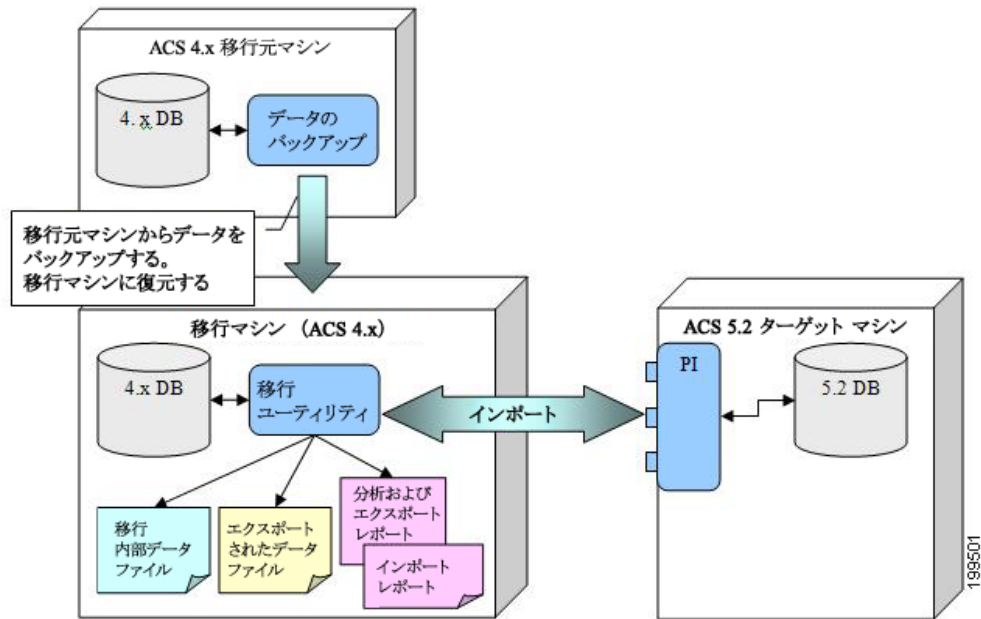 ACS 4.x 移行元マシン
4. x DB
データの
バックアップ
移行元マシンからデータを
バックアップする。
移行マシンに復元する
移行マシン （ACS 4.x）
4.x DB
移行
ユーティリティ
インポート
ACS 5.2 ターゲット マシン
PI
5.2 DB
移行
内部データ
ファイル
エクスポート
されたデータ
ファイル
分析および
エクスポート
レポート
インポート
レポート
199501